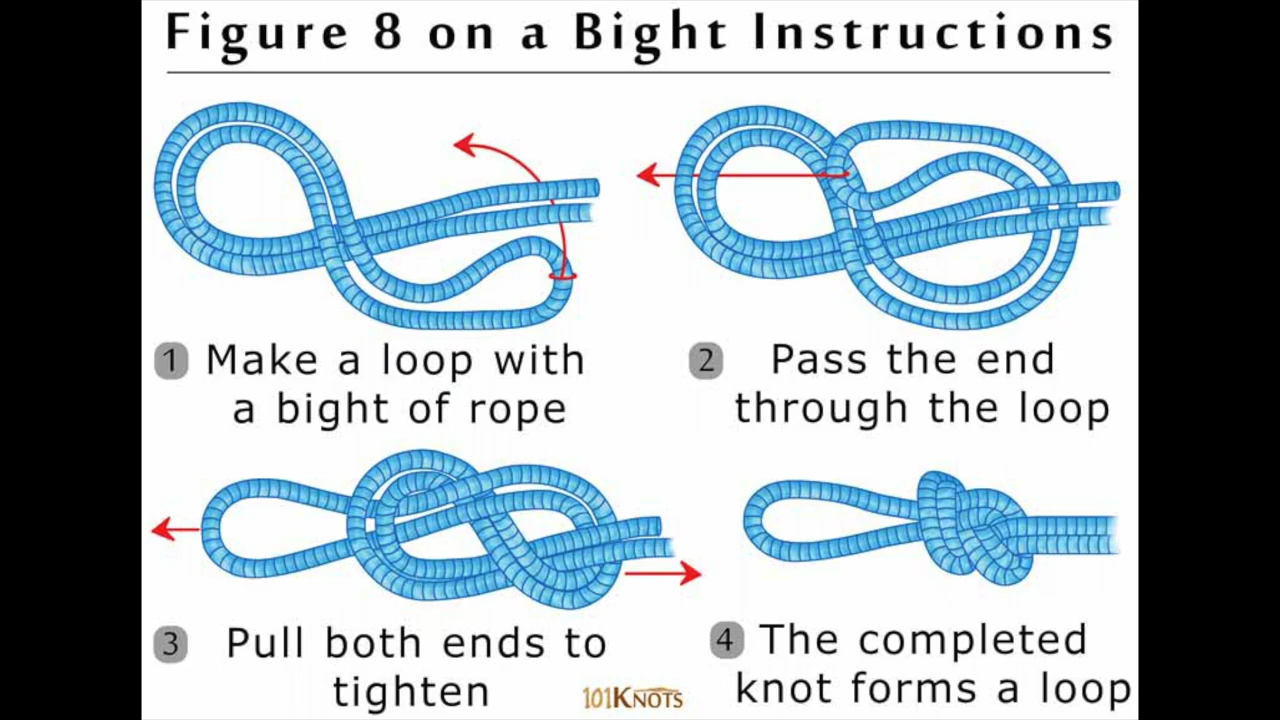 Figure 8 on a Bight Instructions
1 Make a loop with
a bight of rope
2 Pass the end
through the loop
3 Pull both ends to
tighten
4 The completed
knot forms a loop
101KNOTS